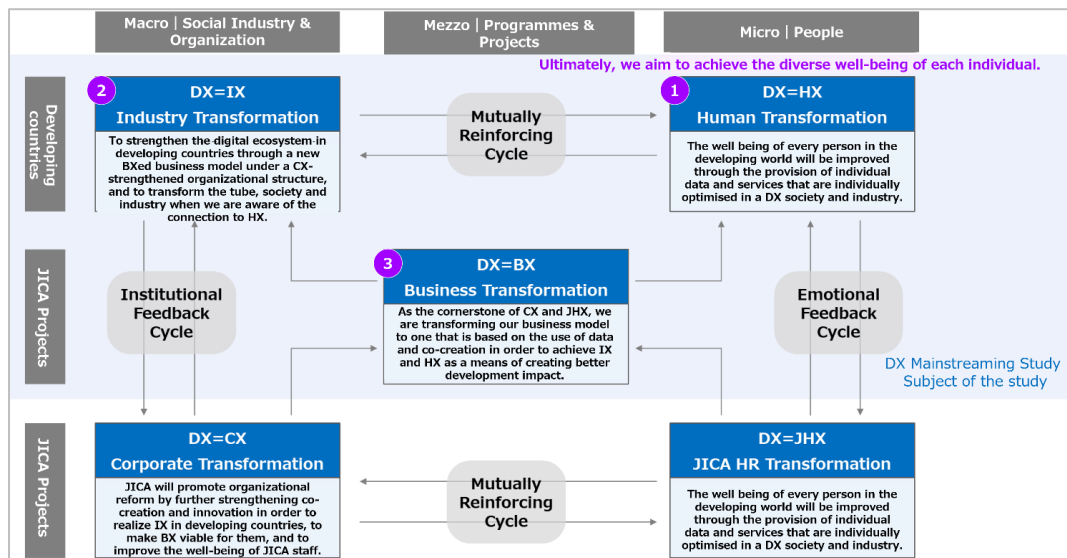 Macro | Social Industry &
Organization
Mezzo | Programmes &
Projects
Micro | People
Ultimately, we aim to achieve the diverse well-being of each individual.
Developing
countries
2
DX=IX
Industry Transformation
To strengthen the digital ecosystem in
developing countries through a new
BXed business model under a CX-
strengthened organizational structure,
and to transform the tube, society and
industry when we are aware of the
connection to HX.
Mutually
Reinforcing
Cycle
1
DX=HX
Human Transformation
The well being of every person in the
developing world will be improved
through the provision of individual
data and services that are individually
optimised in a DX society and industry.
JICA Projects
Institutional
Feedback
Cycle
3
DX=BX
Business Transformation
As the cornerstone of CX and JHX, we
are transforming our business model
to one that is based on the use of data
and co-creation in order to achieve IX
and HX as a means of creating better
development impact.
Emotional
Feedback
Cycle
DX Mainstreaming Study
Subject of the study
JICA Projects
DX=CX
Corporate Transformation
JICA will promote organizational
reform by further strengthening co-
creation and innovation in order to
realize IX in developing countries, to
make BX viable for them, and to
improve the well-being of JICA staff.
Mutually
Reinforcing
Cycle
DX=JHX
JICA HR Transformation
The well being of every person in the
developing world will be improved
through the provision of individual
data and services that are individually
optimised in a DX society and industry.